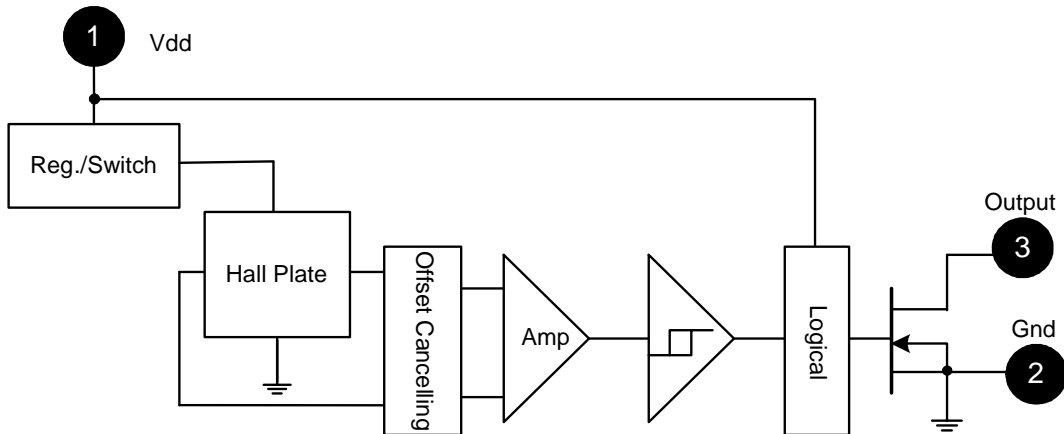 1
Vdd
Reg./Switch
Output
3
Hall Plate
Offset Cancelling
Amp
Logical
Gnd
2